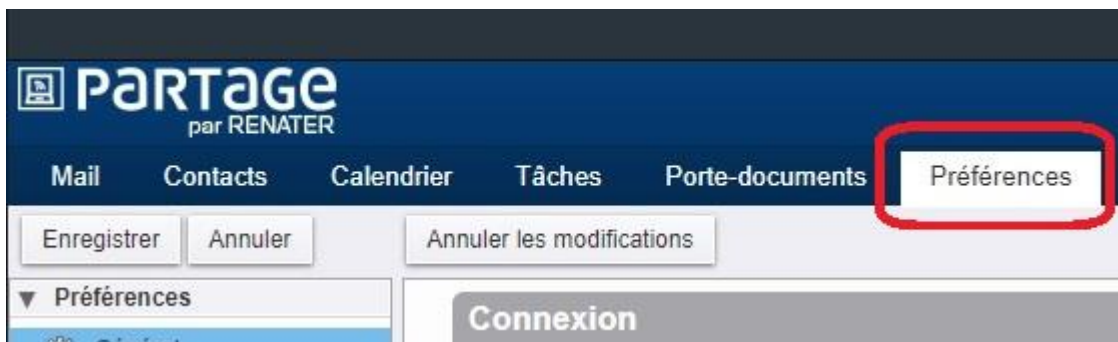 Partage
par RENATER
Mail Contacts Calendrier Tâches Porte-documents Préférences
Enregistrer Annuler Annuler les modifications
Préférences
Connexion